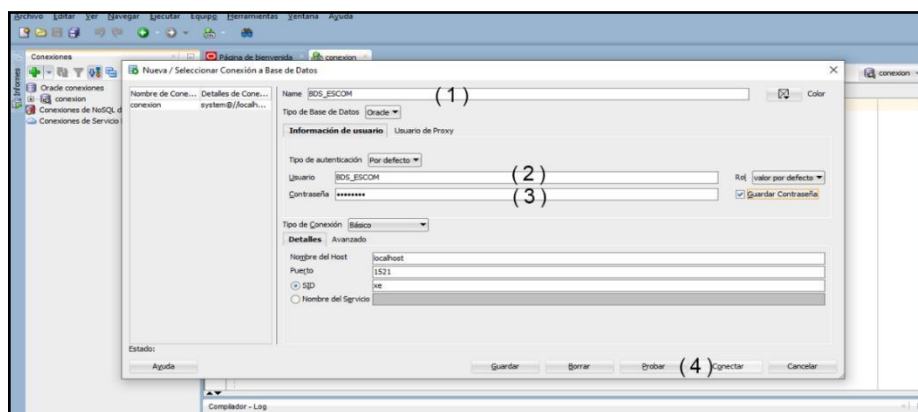 Archivo Editar Ver Navegar Ejecutar Equipo Herramientas Ventana Ayuda
Conexiones
Página de bienvenida
conexion
Informes
Oracle conexiones
conexion
Conexiones de NoSQL d
Conexiones de Servicio
conexion
Nueva / Seleccionar Conexión a Base de Datos
Nombre de Cone... Detalles de Cone...
conexion system@//localh...
Name BDS_ESCOM (1)
Color
Tipo de Base de Datos Oracle
Información de usuario Usuario de Proxy
Tipo de autenticación Por defecto
Usuario BDS_ESCOM (2)
Rol valor por defecto
Contraseña •••••••• (3)
Guardar Contraseña
Tipo de Conexión Básico
Detalles Avanzado
Nombre del Host localhost
Puerto 1521
SID xe
Nombre del Servicio
Estado:
Ayuda Guardar Borrar Probar (4) Conectar Cancelar
Compilador - Log